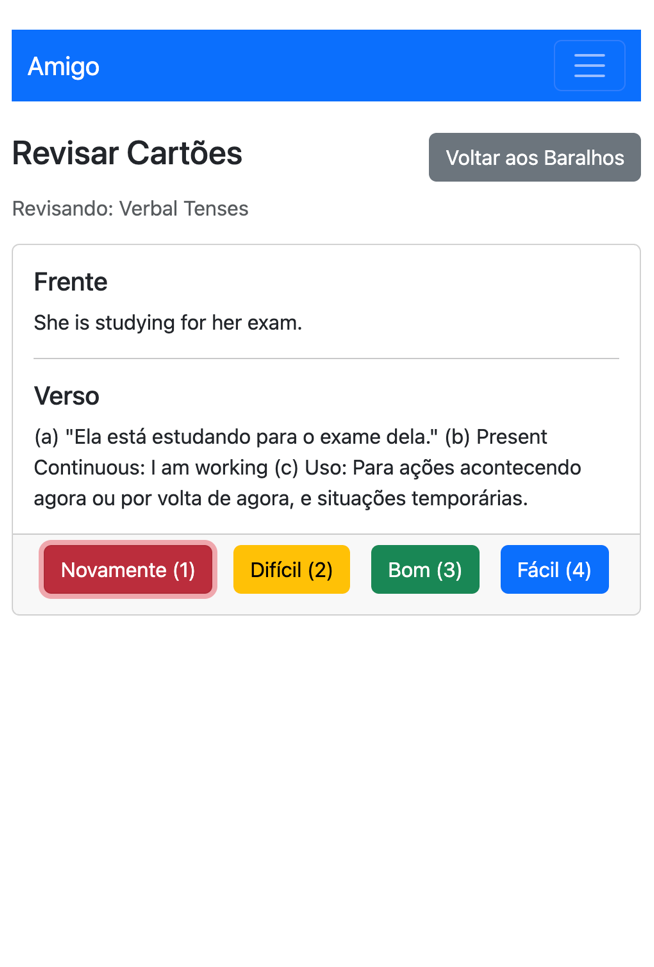 Amigo
Revisar Cartões
Voltar aos Baralhos
Revisando: Verbal Tenses
Frente
She is studying for her exam.
Verso
(a) "Ela está estudando para o exame dela." (b) Present
Continuous: I am working (c) Uso: Para ações acontecendo
agora ou por volta de agora, e situações temporárias.
Novamente (1)
Difícil (2)
Bom (3)
Fácil (4)